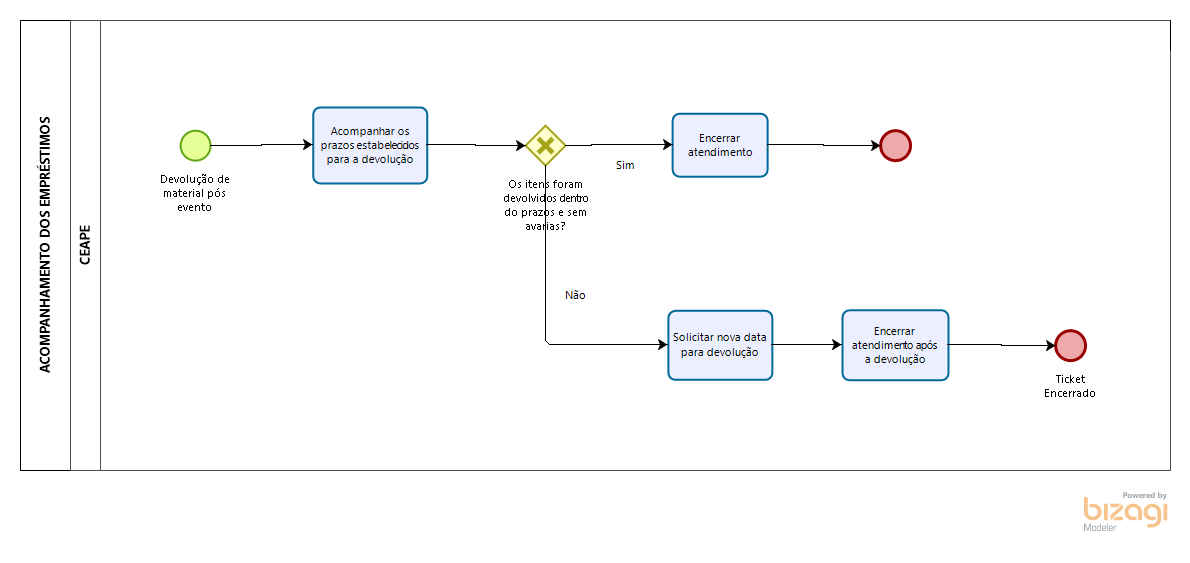 ACOMPANHAMENTO DOS EMPRÉSTIMOS
CEAPE
Devolução de
material pós
evento
Acompanhar os
prazos estabelecidos
para a devolução
Os itens foram
devolvidos dentro
do prazos e sem
avarias?
Sim
Encerrar
atendimento
Não
Solicitar nova data
para devolução
Encerrar
atendimento após
a devolução
Ticket
Encerrado
Powered by
bizagi
Modeler